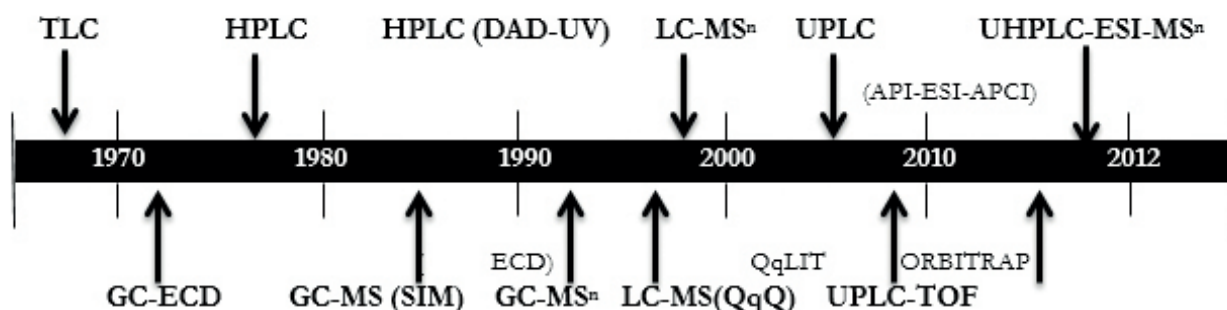 TLC HPLC HPLC (DAD-UV) LC-MSⁿ UPLC UHPLC-ESI-MSⁿ
(API-ESI-APCI)
1970 1980 1990 2000 2010 2012
( ECD) QqLIT ORBITRAP
GC-ECD GC-MS (SIM) GC-MSⁿ LC-MS(QqQ) UPLC-TOF